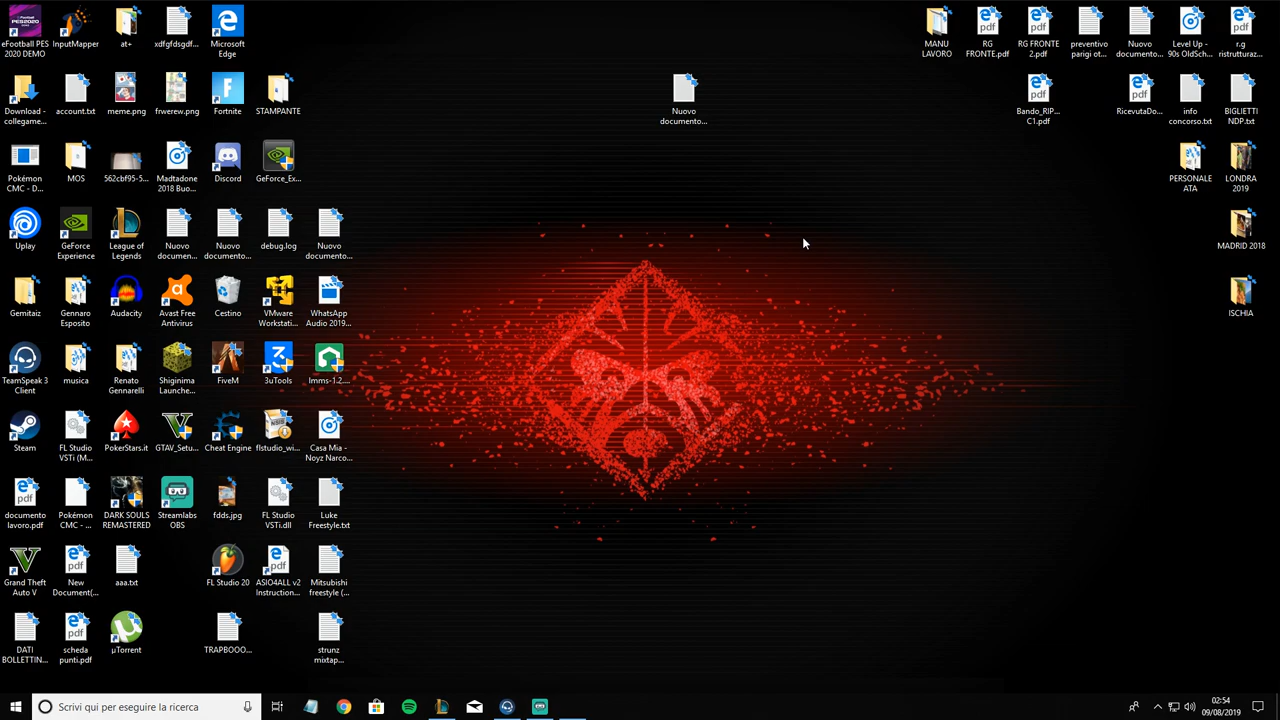 eFootball PES 2020 DEMO
InputMapper
at+
xdfgfdsgdf...
Microsoft Edge
MANU LAVORO
RG FRONTE.pdf
RG FRONTE 2.pdf
preventivo parigi ot...
Nuovo documento...
Level Up - 90s OldSch...
r.g ristrutturaz...
Download - collegame...
account.txt
meme.png
frwerew.png
Fortnite
STAMPANTE
Nuovo documento...
Bando_RIP... C1.pdf
RicevutaDo...
info concorso.txt
BIGLIETTI NDP.txt
Pokémon CMC - D...
MOS
562cbf95-5...
Madtadone 2018 Buo...
Discord
GeForce_Ex...
PERSONALE ATA
LONDRA 2019
Uplay
GeForce Experience
League of Legends
Nuovo documen...
Nuovo documento...
debug.log
Nuovo documento...
MADRID 2018
Gemitaiz
Gennaro Esposito
Audacity
Avast Free Antivirus
Cestino
VMware Workstati...
WhatsApp Audio 2019...
ISCHIA
TeamSpeak 3 Client
musica
Renato Gennarelli
Shiginima Launche...
FiveM
3uTools
lmms-1.2....
Steam
FL Studio VSTi (M...
PokerStars.it
GTAV_Setu...
Cheat Engine
flstudio_wi...
Casa Mia - Noyz Narco...
documento lavoro.pdf
Pokémon CMC - ...
DARK SOULS REMASTERED
Streamlabs OBS
fdds.jpg
FL Studio VSTi.dll
Luke Freestyle.txt
Grand Theft Auto V
New Document(...
aaa.txt
FL Studio 20
ASIO4ALL v2 Instruction...
Mitsubishi freestyle (...
DATI BOLLETTIN...
scheda punti.pdf
µTorrent
TRAPBOOO...
strunz mixtap...
Scrivi qui per eseguire la ricerca
02:54
09/08/2019